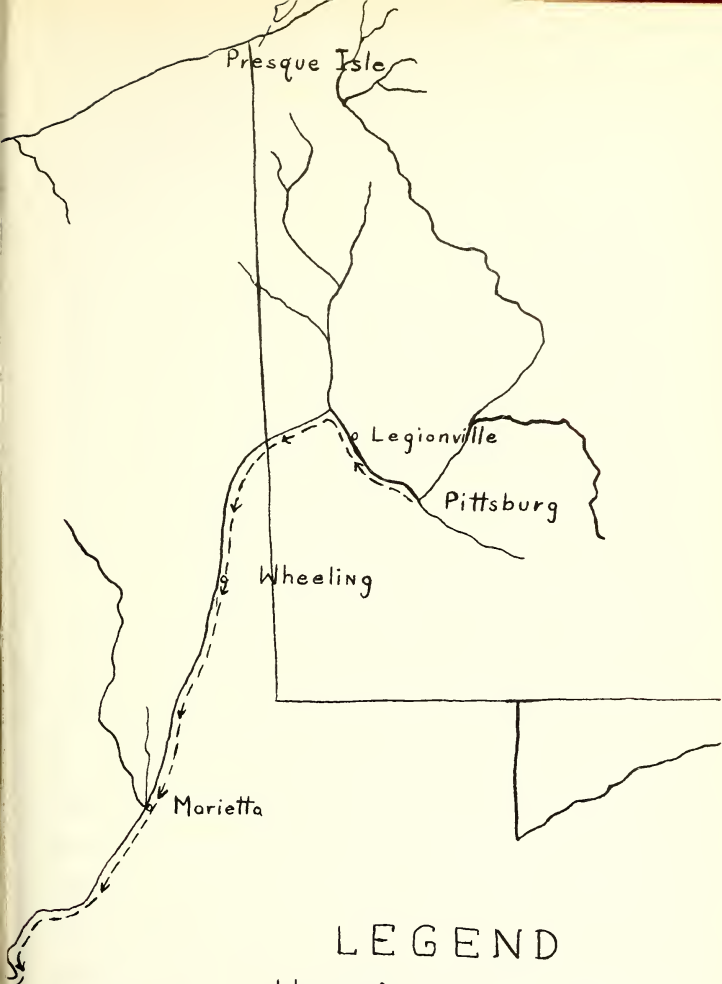 Presque Isle
Legionville
Pittsburg
Wheeling
Marietta
LEGEND